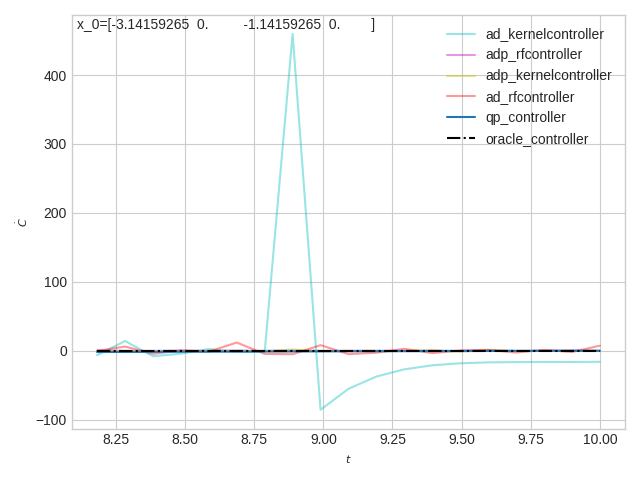 x_0=[-3.14159265  0.         -1.14159265  0.        ]
ad_kernelcontroller
adp_rfcontroller
adp_kernelcontroller
ad_rfcontroller
qp_controller
oracle_controller
400
300
200
100
0
−100
Ċ
8.25 8.50 8.75 9.00 9.25 9.50 9.75 10.00
t